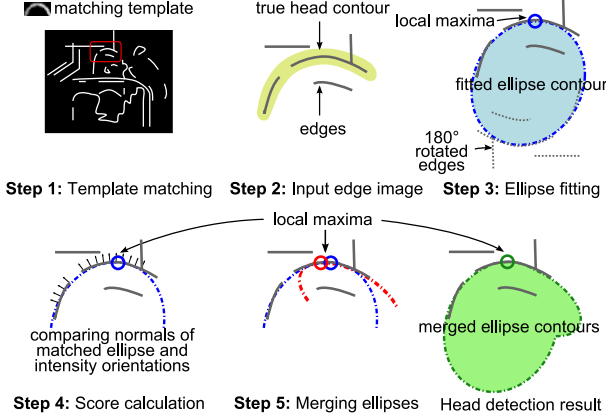 matching template
true head contour
local maxima
fitted ellipse contour
edges
180°
rotated
edges
Step 1: Template matching
Step 2: Input edge image
Step 3: Ellipse fitting
local maxima
comparing normals of
matched ellipse and
intensity orientations
merged ellipse contours
Step 4: Score calculation
Step 5: Merging ellipses
Head detection result